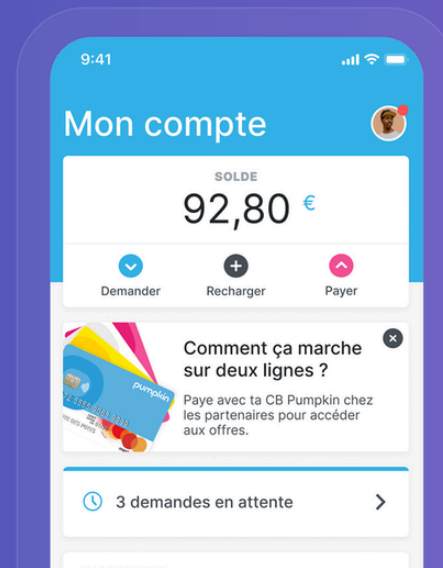 9:41
Mon compte
SOLDE
92,80 €
Demander Recharger Payer
Comment ça marche
sur deux lignes ?
Paye avec ta CB Pumpkin chez
les partenaires pour accéder
aux offres.
pumpkin
3 demandes en attente